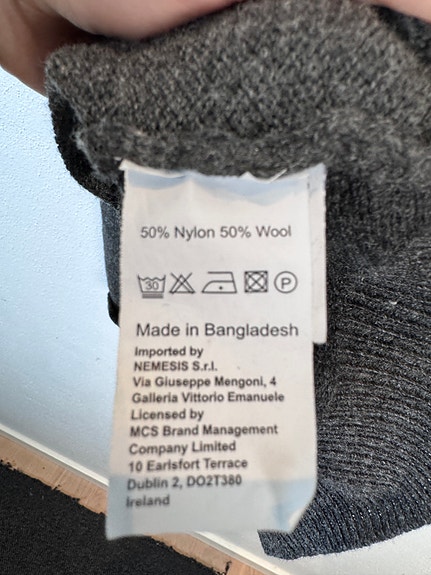 50% Nylon 50% Wool
30 P
Made in Bangladesh
Imported by
NEMESIS S.r.l.
Via Giuseppe Mengoni, 4
Galleria Vittorio Emanuele
Licensed by
MCS Brand Management
Company Limited
10 Earlsfort Terrace
Dublin 2, DO2T380
Ireland